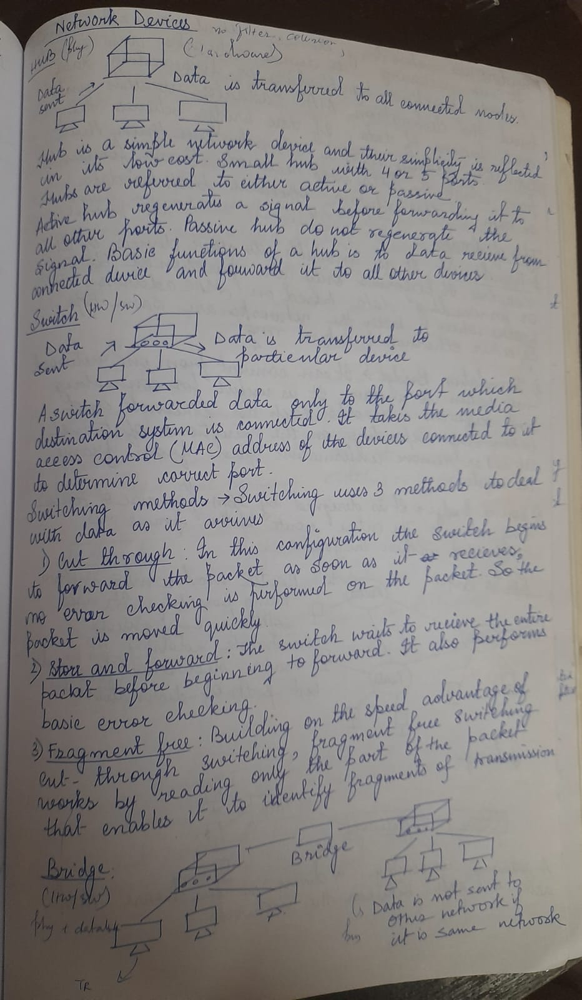 Network Devices
no filter, collision,
HUB (Phy)
(Hardware)
Data sent
Data is transferred to all connected nodes.
Hub is a simple network device and their simplicity is reflected
in its low cost. Small hub with 4 or 5 ports.
Hubs are referred to either active or passive.
Active hub regenerates a signal before forwarding it to
all other ports. Passive hub do not regenerate the
signal. Basic functions of a hub is to data recieve from
connected device and forward it to all other devices
Switch (HW/SW)
Data
sent
Data is transferred to
particular device
A switch forwarded data only to the port which
destination system is connected. It takes the media
access control (MAC) address of the devices connected to it
to determine correct port.
Switching methods → Switching uses 3 methods to deal
with data as it arrives
1) Cut through: In this configuration the switch begins
to forward the packet as soon as it recieves,
no error checking is performed on the packet. So the
packet is moved quickly.
2) Store and forward: The switch waits to recieve the entire
packat before beginning to forward. It also performs
basic error checking.
3) Fragment free: Building on the speed advantage of
cut-through switching, fragment free switching
works by reading only the part of the packet
that enables it to identify fragments of transmission
Bridge
Bridge:
(HW/SW)
phy + datalink
Data is not sent to
other network if
it is same network
TR